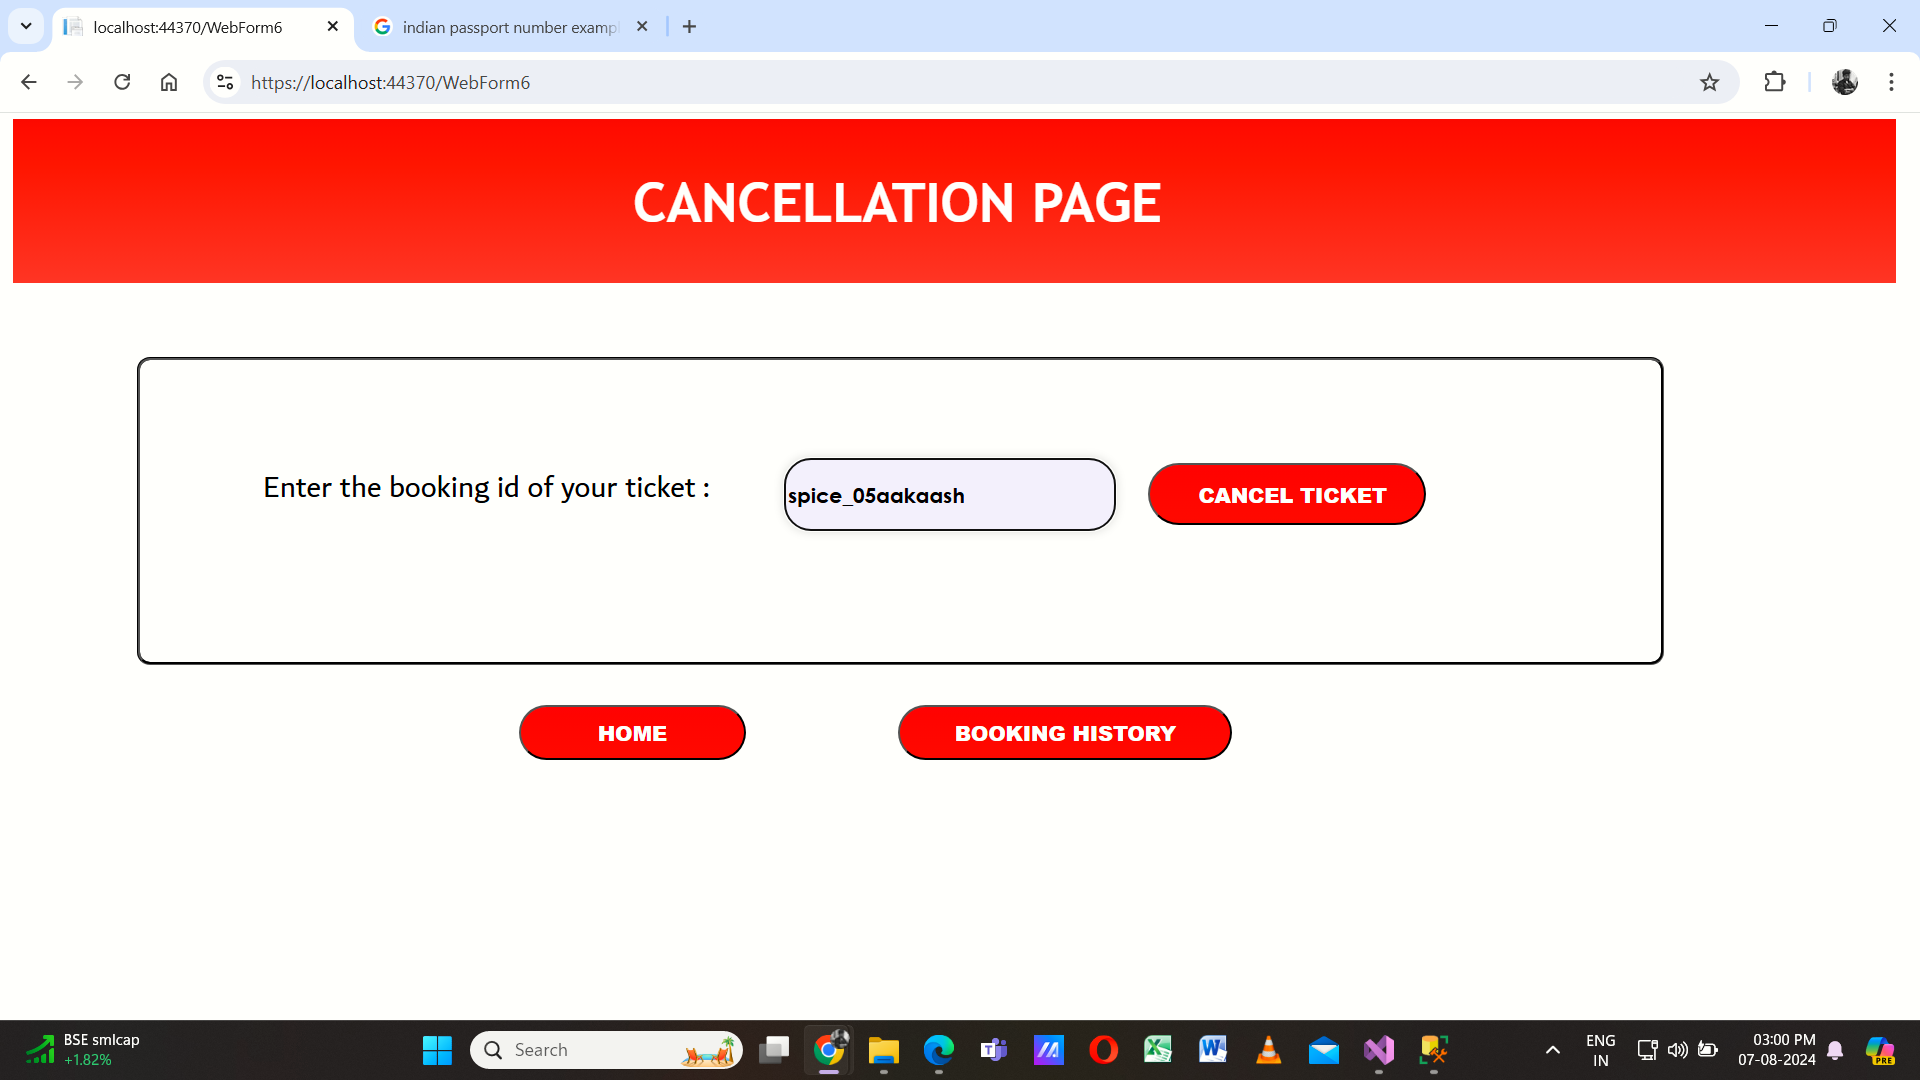 localhost:44370/WebForm6
indian passport number exampl
https://localhost:44370/WebForm6
CANCELLATION PAGE
Enter the booking id of your ticket :
spice_05aakaash
CANCEL TICKET
HOME
BOOKING HISTORY
BSE smlcap
+1.82%
Search
ENG
IN
03:00 PM
07-08-2024
PRE